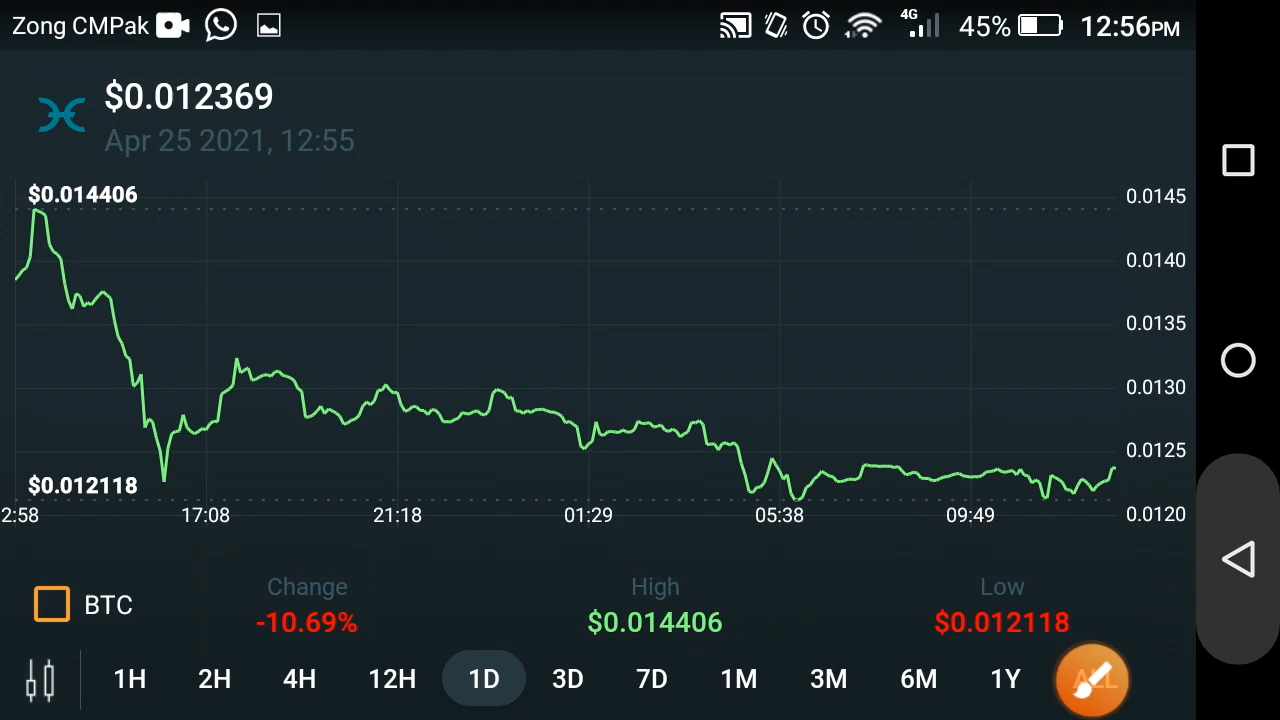 Zong CMPak 4G 45% 12:56PM
$0.012369
Apr 25 2021, 12:55
$0.014406
0.0145
0.0140
0.0135
0.0130
0.0125
$0.012118
0.0120
2:58 17:08 21:18 01:29 05:38 09:49
BTC
Change High Low
-10.69% $0.014406 $0.012118
1H 2H 4H 12H 1D 3D 7D 1M 3M 6M 1Y ALL